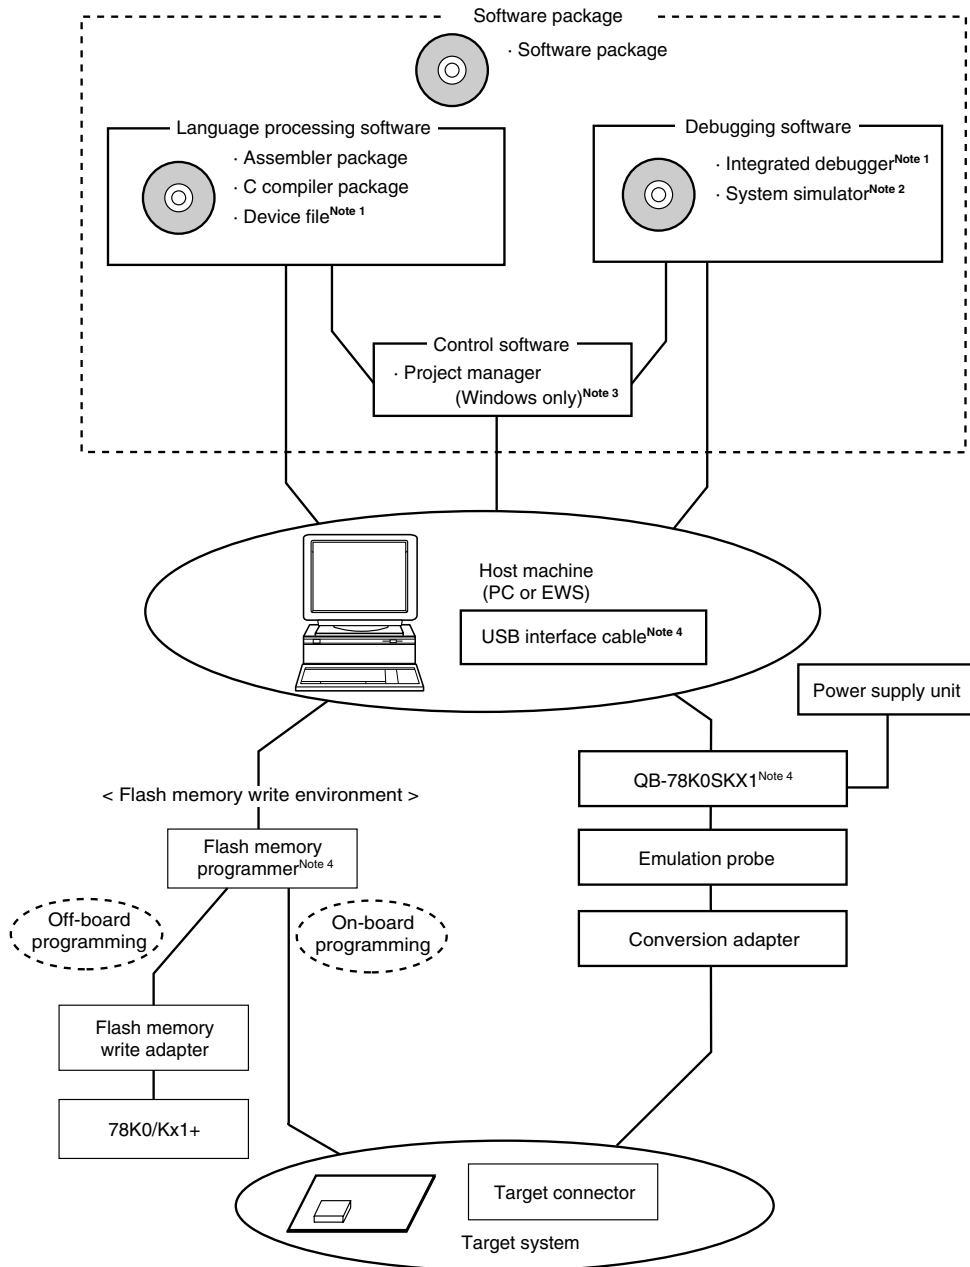 Software package
· Software package
Language processing software
· Assembler package
· C compiler package
· Device fileNote 1
Debugging software
· Integrated debuggerNote 1
· System simulatorNote 2
Control software
· Project manager
(Windows only)Note 3
Host machine
(PC or EWS)
USB interface cableNote 4
Power supply unit
QB-78K0SKX1Note 4
< Flash memory write environment >
Flash memory
programmerNote 4
Emulation probe
Off-board
programming
On-board
programming
Conversion adapter
Flash memory
write adapter
78K0/Kx1+
Target connector
Target system